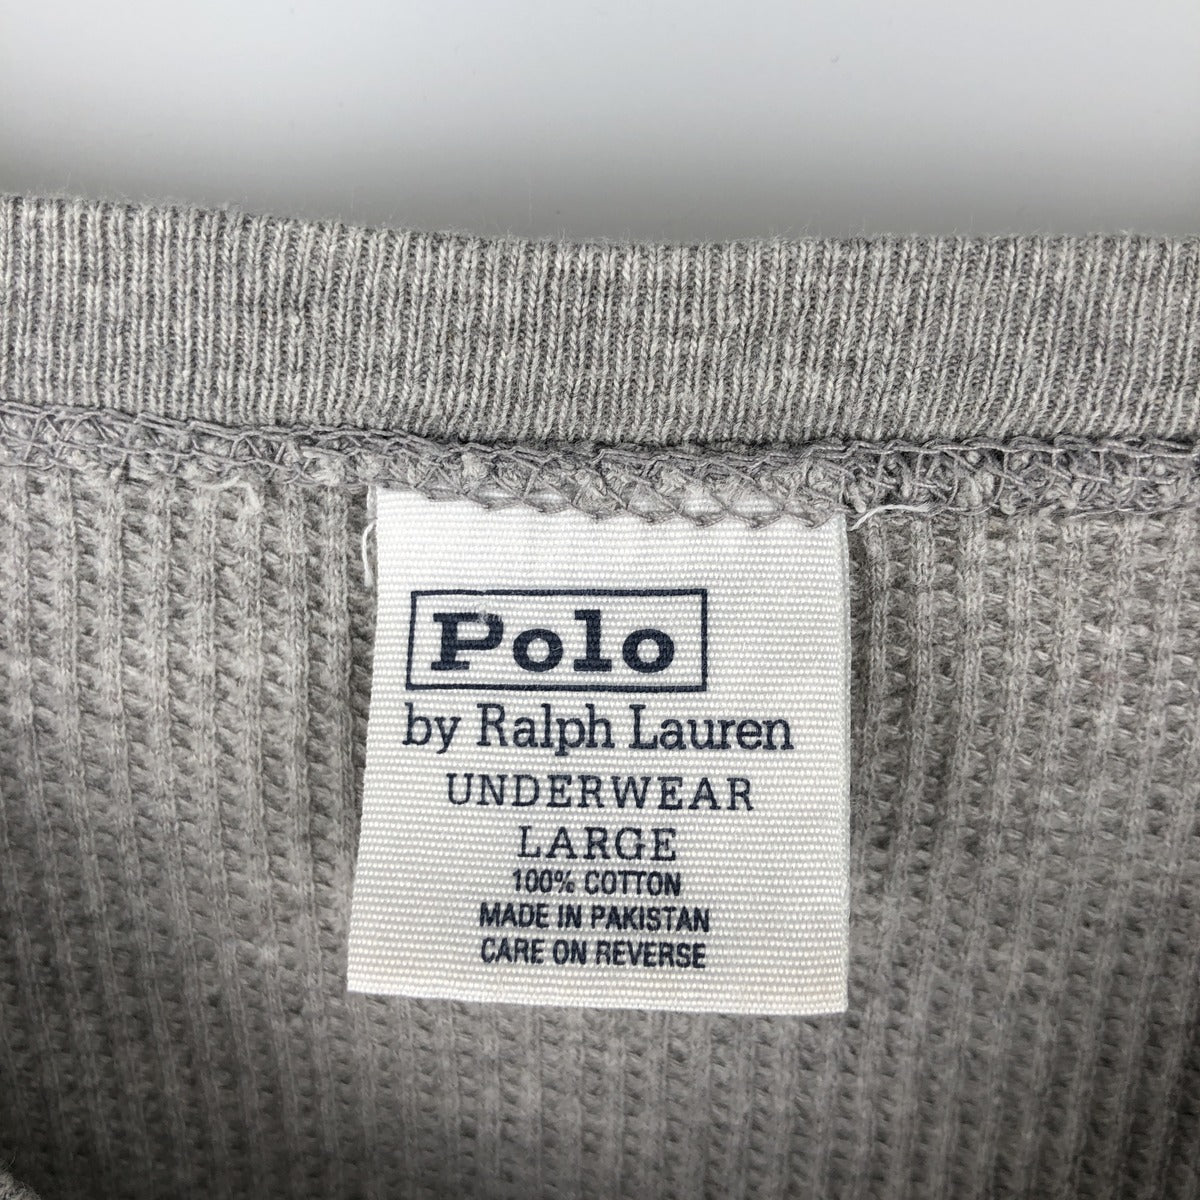 Polo
by Ralph Lauren
UNDERWEAR
LARGE
100% COTTON
MADE IN PAKISTAN
CARE ON REVERSE